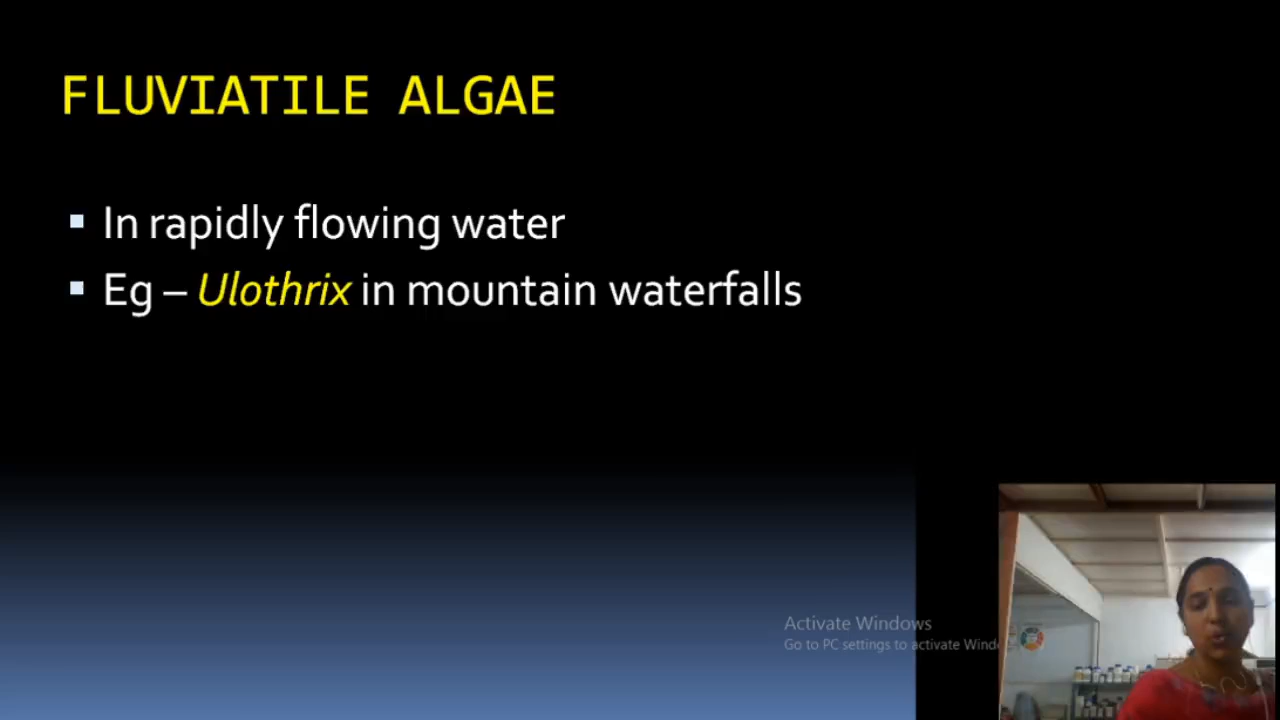 FLUVIATILE ALGAE
In rapidly flowing water
Eg – Ulothrix in mountain waterfalls
Activate Windows
Go to PC settings to activate